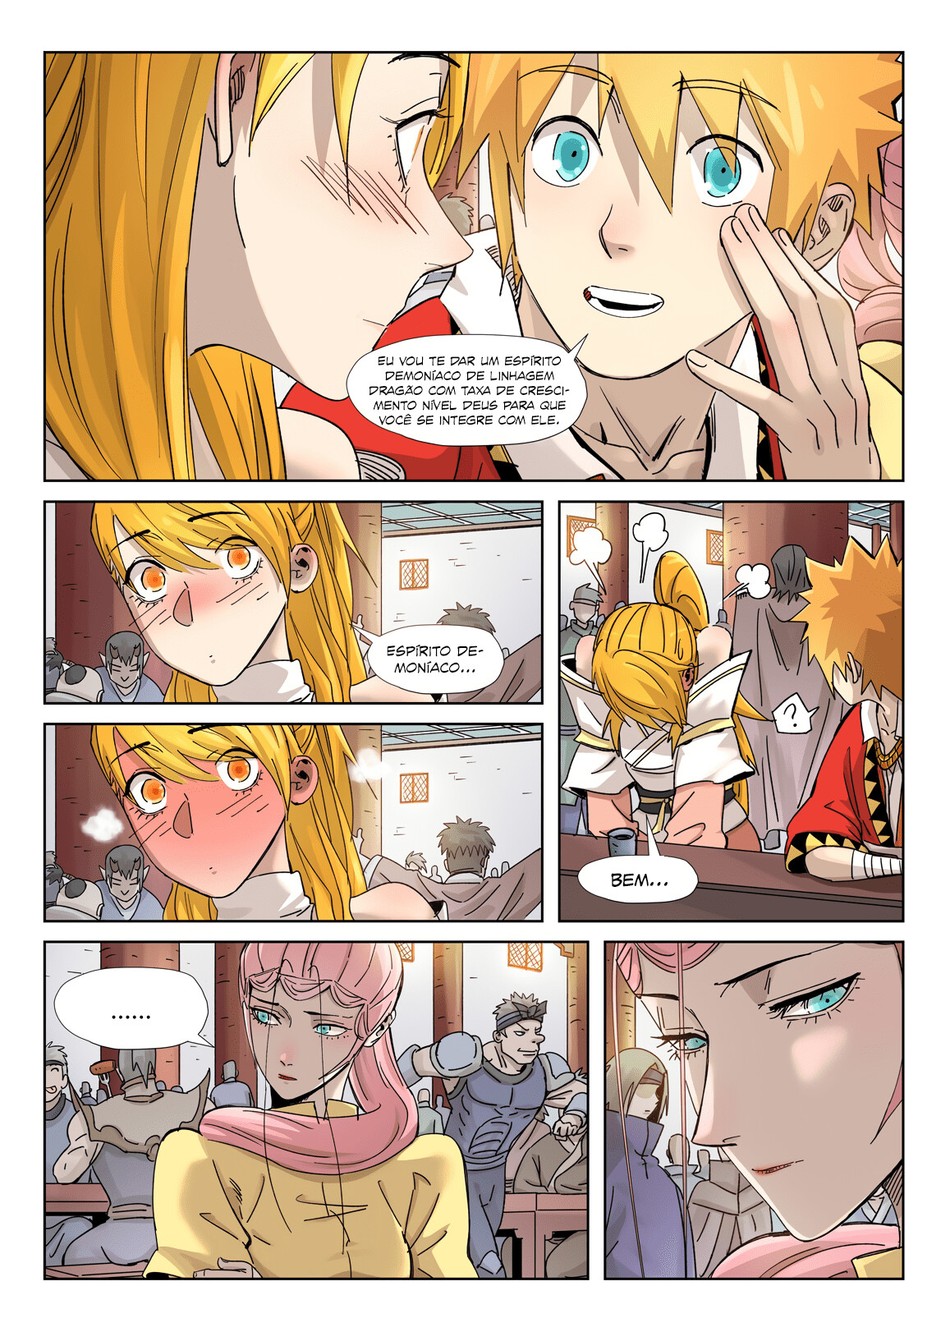 EU VOU TE DAR UM ESPÍRITO
DEMONÍACO DE LINHAGEM
DRAGÃO COM TAXA DE CRESCI-
MENTO NÍVEL DEUS PARA QUE
VOCÊ SE INTEGRE COM ELE.
ESPÍRITO DE-
MONÍACO...
?
BEM...
......